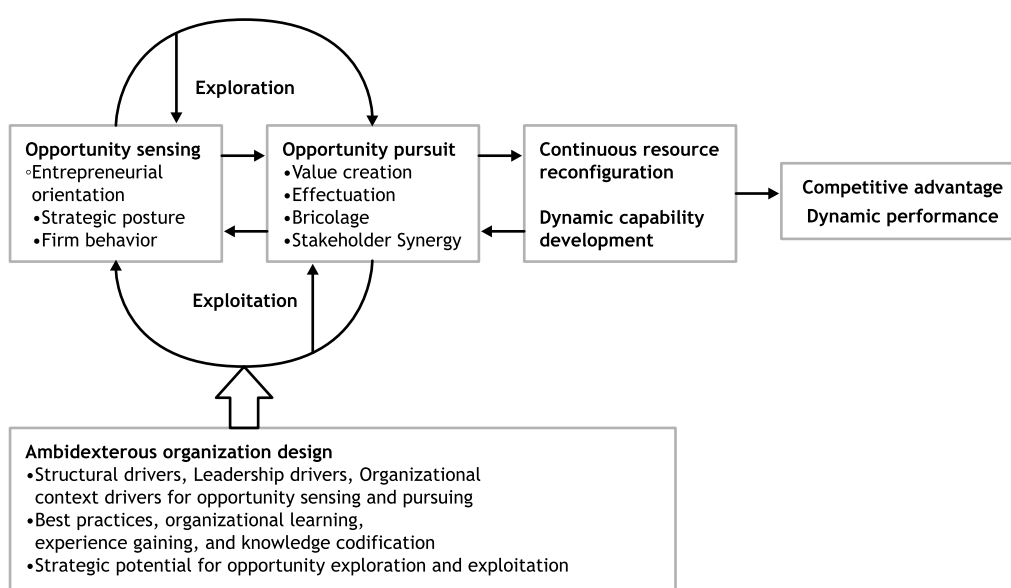 Exploration
Opportunity sensing
◦Entrepreneurial
orientation
•Strategic posture
•Firm behavior
Opportunity pursuit
•Value creation
•Effectuation
•Bricolage
•Stakeholder Synergy
Continuous resource
reconfiguration
Dynamic capability
development
Competitive advantage
Dynamic performance
Exploitation
Ambidexterous organization design
•Structural drivers, Leadership drivers, Organizational
context drivers for opportunity sensing and pursuing
•Best practices, organizational learning,
experience gaining, and knowledge codification
•Strategic potential for opportunity exploration and exploitation